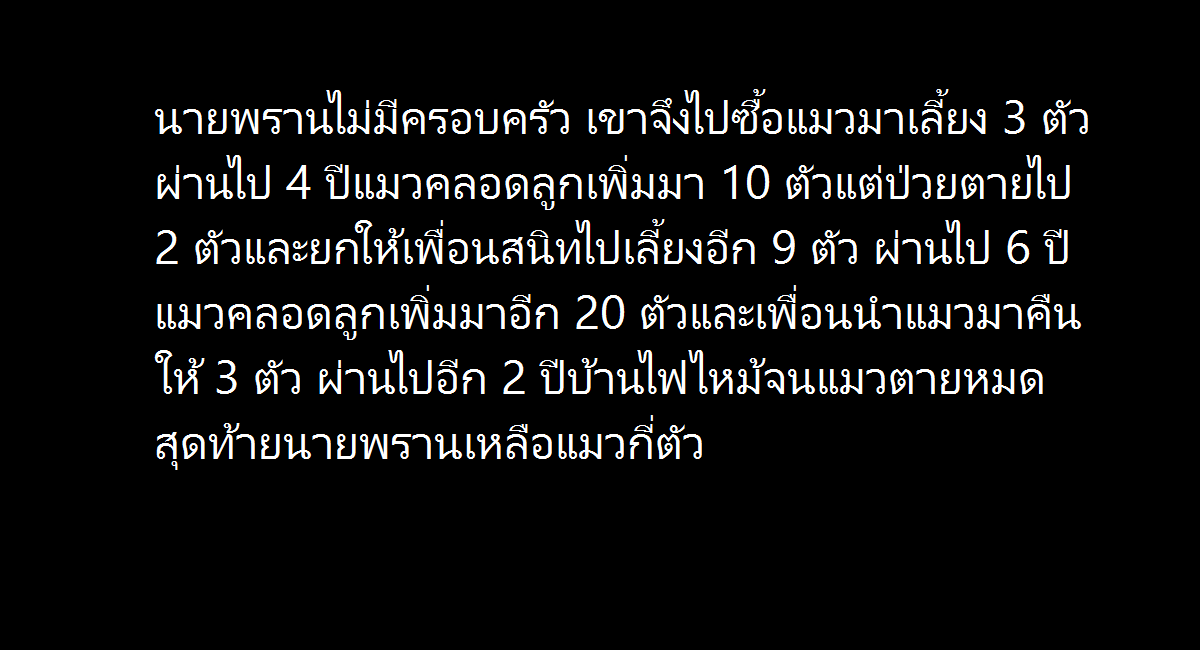 นายพรานไม่มีครอบครัว เขาจึงไปซื้อแมวมาเลี้ยง 3 ตัว
ผ่านไป 4 ปีแมวคลอดลูกเพิ่มมา 10 ตัวแต่ป่วยตายไป
2 ตัวและยกให้เพื่อนสนิทไปเลี้ยงอีก 9 ตัว ผ่านไป 6 ปี
แมวคลอดลูกเพิ่มมาอีก 20 ตัวและเพื่อนนำแมวมาคืน
ให้ 3 ตัว ผ่านไปอีก 2 ปีบ้านไฟไหม้จนแมวตายหมด
สุดท้ายนายพรานเหลือแมวกี่ตัว